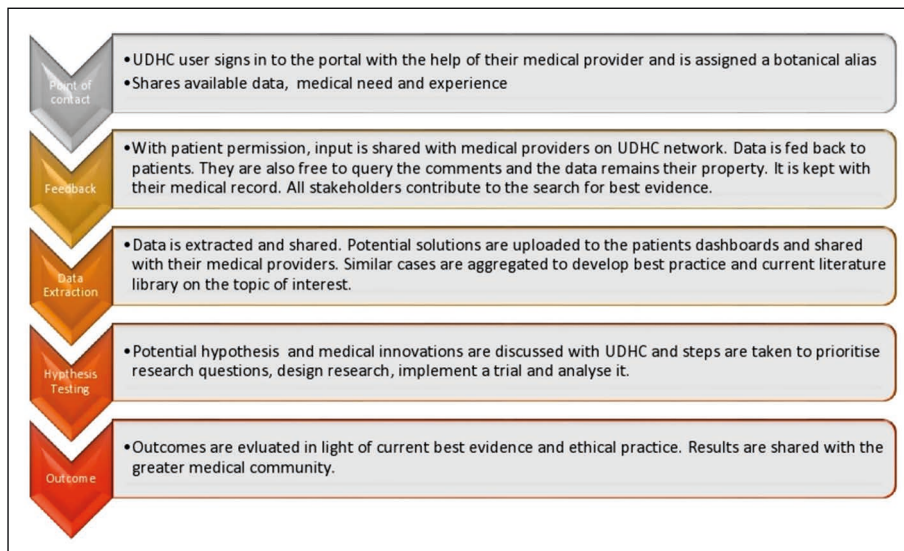 Point of
contact
•UDHC user signs in to the portal with the help of their medical provider and is assigned a botanical alias
•Shares available data, medical need and experience
Feedback
•With patient permission, input is shared with medical providers on UDHC network. Data is fed back to
patients. They are also free to query the comments and the data remains their property. It is kept with
their medical record. All stakeholders contribute to the search for best evidence.
Data
Extraction
•Data is extracted and shared. Potential solutions are uploaded to the patients dashboards and shared
with their medical providers. Similar cases are aggregated to develop best practice and current literature
library on the topic of interest.
Hypthesis
Testing
•Potential hypothesis and medical innovations are discussed with UDHC and steps are taken to prioritise
research questions, design research, implement a trial and analyse it.
Outcome
•Outcomes are evluated in light of current best evidence and ethical practice. Results are shared with the
greater medical community.